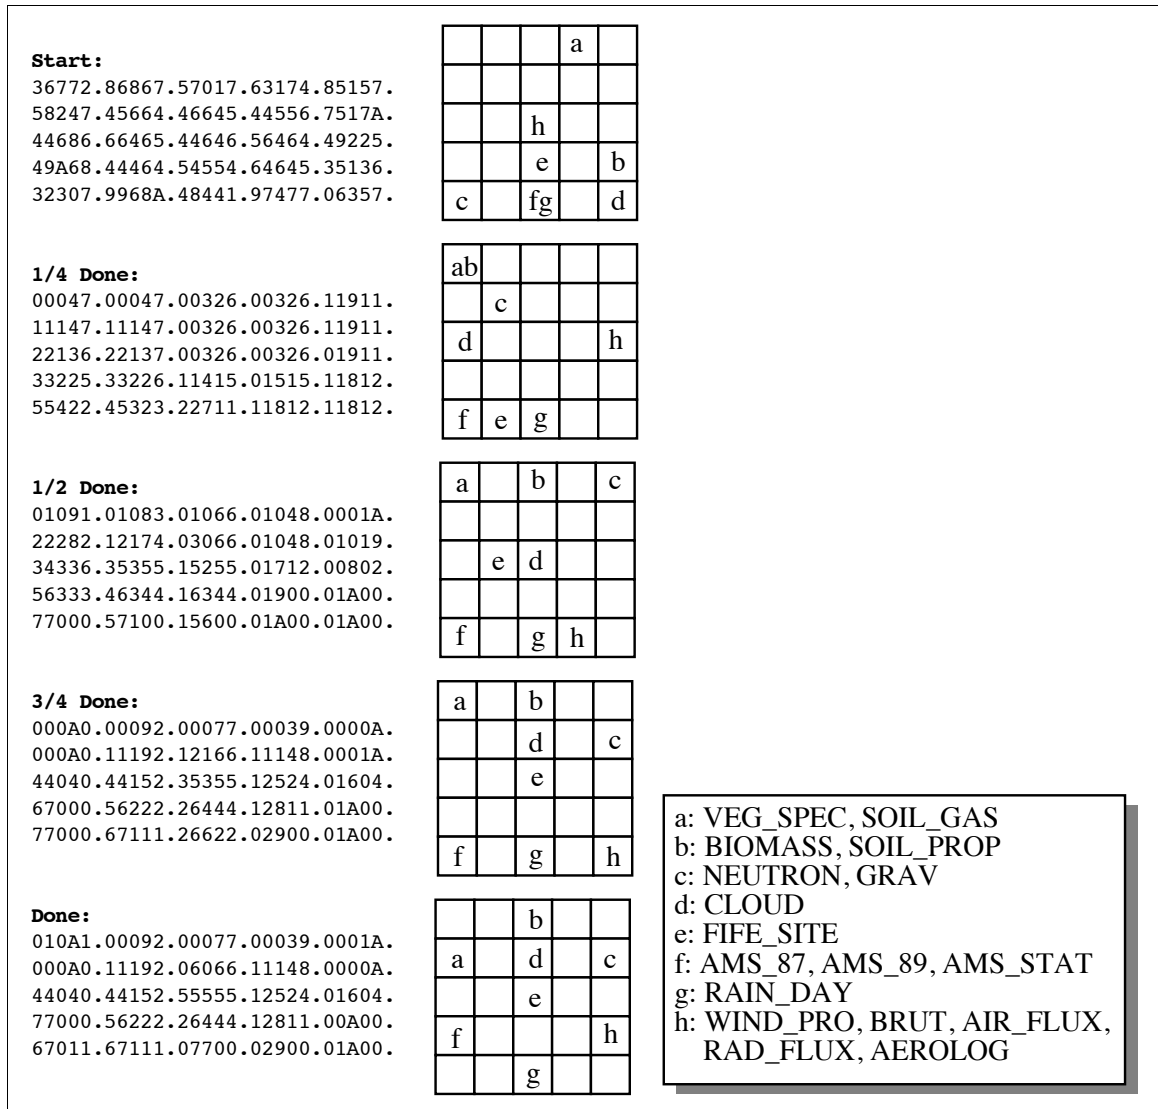 Start:
36772.86867.57017.63174.85157.
58247.45664.46645.44556.7517A.
44686.66465.44646.56464.49225.
49A68.44464.54554.64645.35136.
32307.9968A.48441.97477.06357.
a
h
e b
c fg d
1/4 Done:
00047.00047.00326.00326.11911.
11147.11147.00326.00326.11911.
22136.22137.00326.00326.01911.
33225.33226.11415.01515.11812.
55422.45323.22711.11812.11812.
ab
c
d h
f e g
1/2 Done:
01091.01083.01066.01048.0001A.
22282.12174.03066.01048.01019.
34336.35355.15255.01712.00802.
56333.46344.16344.01900.01A00.
77000.57100.15600.01A00.01A00.
a b c
e d
f g h
3/4 Done:
000A0.00092.00077.00039.0000A.
000A0.11192.12166.11148.0001A.
44040.44152.35355.12524.01604.
67000.56222.26444.12811.01A00.
77000.67111.26622.02900.01A00.
a b
d c
e
f g h
Done:
010A1.00092.00077.00039.0001A.
000A0.11192.06066.11148.0000A.
44040.44152.55555.12524.01604.
77000.56222.26444.12811.00A00.
67011.67111.07700.02900.01A00.
b
a d c
e
f h
g
a: VEG_SPEC, SOIL_GAS
b: BIOMASS, SOIL_PROP
c: NEUTRON, GRAV
d: CLOUD
e: FIFE_SITE
f: AMS_87, AMS_89, AMS_STAT
g: RAIN_DAY
h: WIND_PRO, BRUT, AIR_FLUX,
RAD_FLUX, AEROLOG